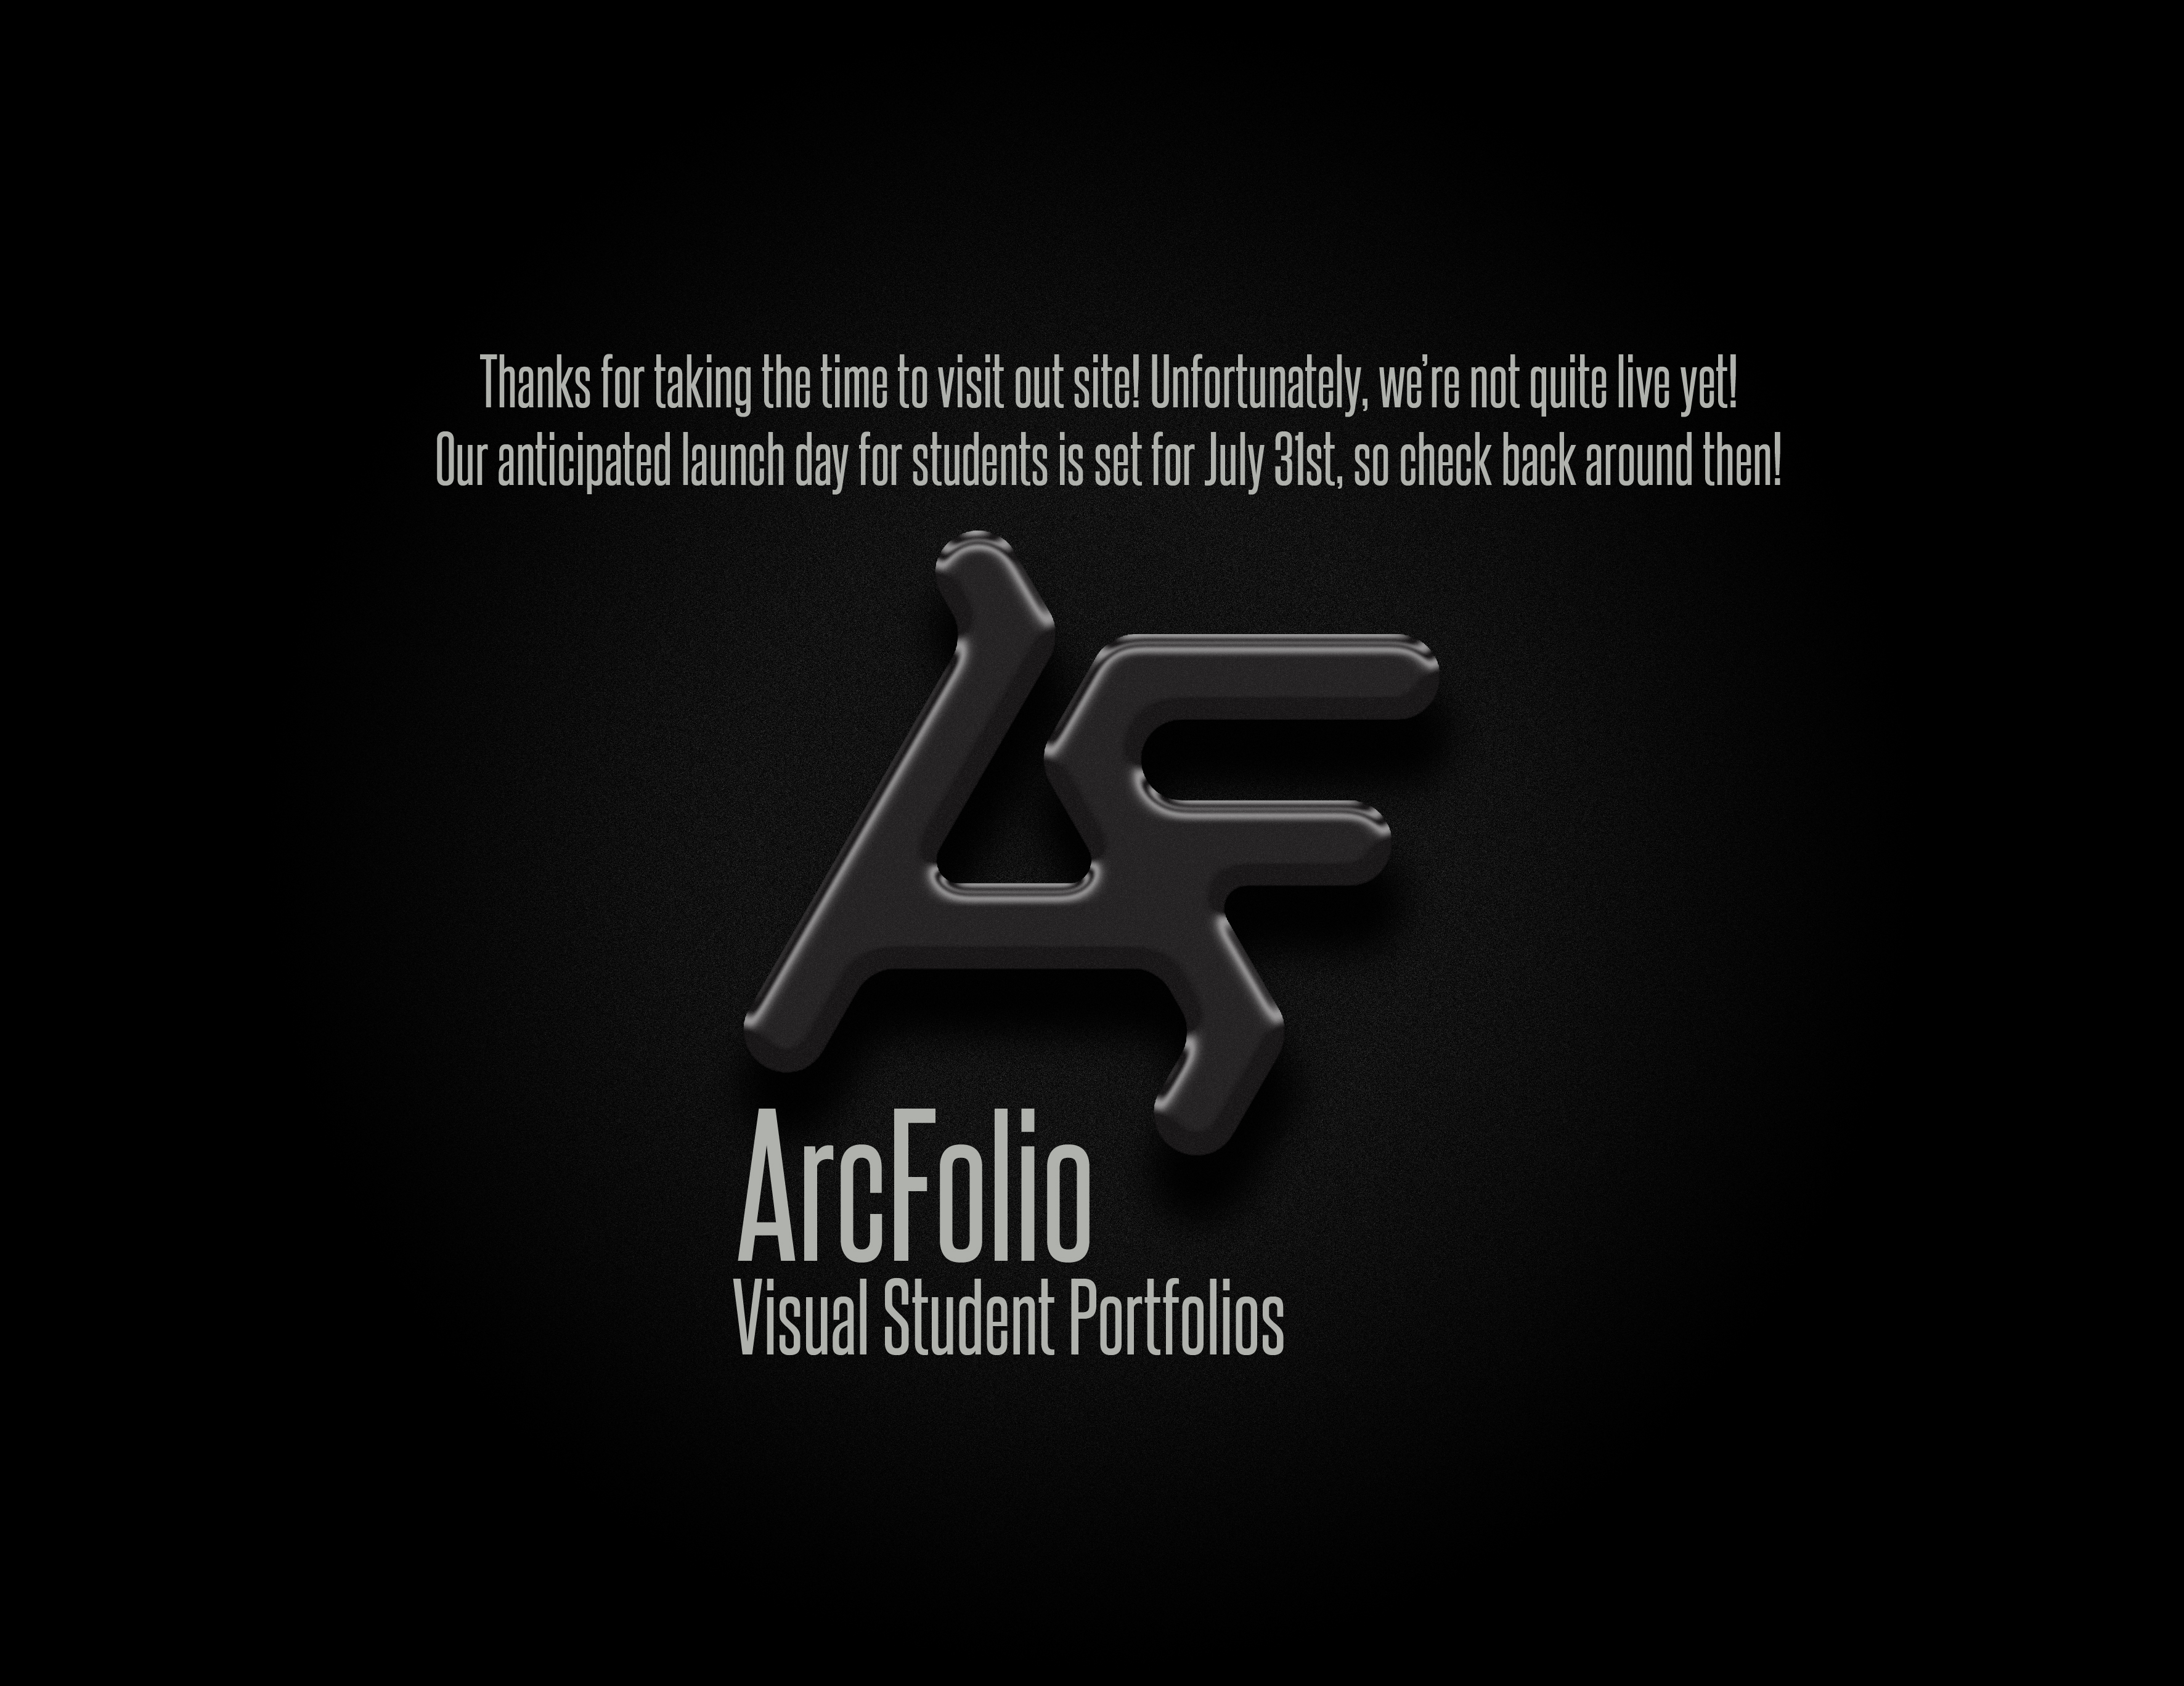 Thanks for taking the time to visit out site! Unfortunately, we're not quite live yet!
Our anticipated launch day for students is set for July 31st, so check back around then!
AF
ArcFolio
Visual Student Portfolios